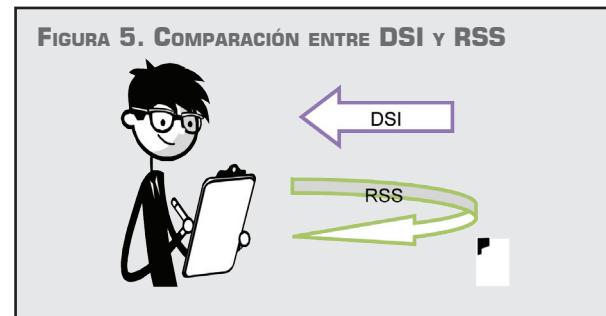 FIGURA 5. COMPARACIÓN ENTRE DSI Y RSS
DSI
RSS